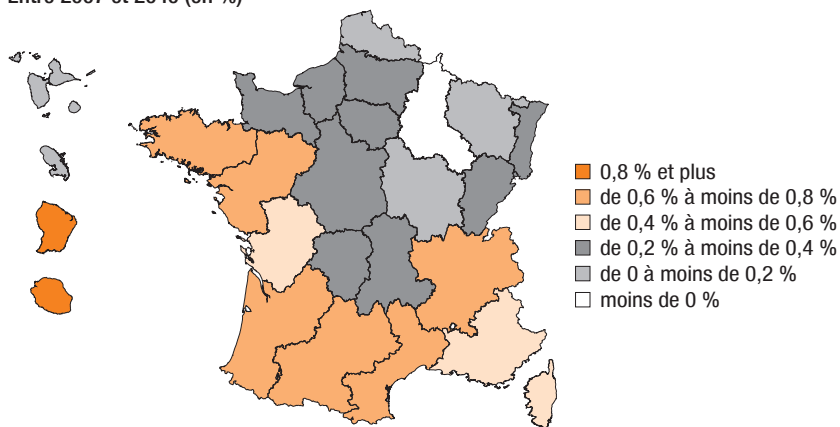 Entre 2007 et 2040 (en %)
0,8 % et plus
de 0,6 % à moins de 0,8 %
de 0,4 % à moins de 0,6 %
de 0,2 % à moins de 0,4 %
de 0 à moins de 0,2 %
moins de 0 %